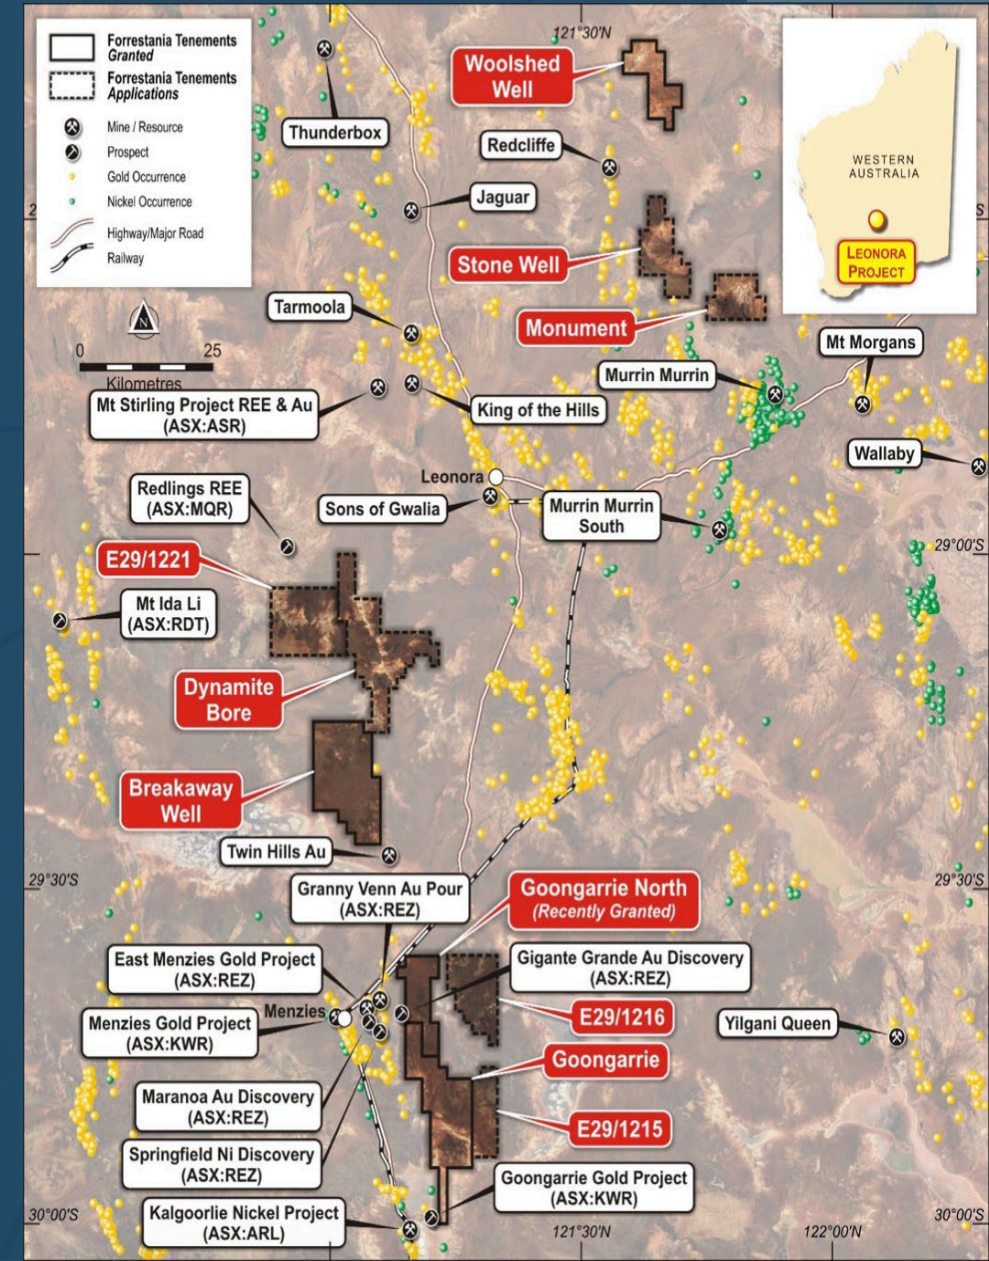 Forrestania Tenements
Granted
Forrestania Tenements
Applications
Mine / Resource
Prospect
Gold Occurrence
Nickel Occurrence
Highway/Major Road
Railway
N
0 25
Kilometres
121°30'N
WESTERN
AUSTRALIA
LEONORA
PROJECT
Woolshed
Well
Thunderbox
Redcliffe
Jaguar
2
S
Stone Well
Tarmoola
Monument
Mt Morgans
Murrin Murrin
Mt Stirling Project REE & Au
(ASX:ASR)
King of the Hills
Wallaby
Leonora
Redlings REE
(ASX:MQR)
Sons of Gwalia
Murrin Murrin
South
29°00'S
E29/1221
Mt Ida Li
(ASX:RDT)
Dynamite
Bore
Breakaway
Well
Twin Hills Au
29°30'S
29°30'S
Granny Venn Au Pour
(ASX:REZ)
Goongarrie North
(Recently Granted)
East Menzies Gold Project
(ASX:REZ)
Gigante Grande Au Discovery
(ASX:REZ)
Menzies
Menzies Gold Project
(ASX:KWR)
E29/1216
Yilgani Queen
Goongarrie
Maranoa Au Discovery
(ASX:REZ)
E29/1215
Springfield Ni Discovery
(ASX:REZ)
Goongarrie Gold Project
(ASX:KWR)
Kalgoorlie Nickel Project
(ASX:ARL)
30°00'S
121°30'N
122°00'N
30°00'S